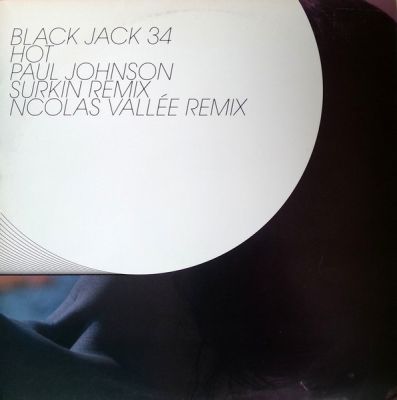 BLACK JACK 34
HOT
PAUL JOHNSON
SURKIN REMIX
NCOLAS VALLÉE REMIX